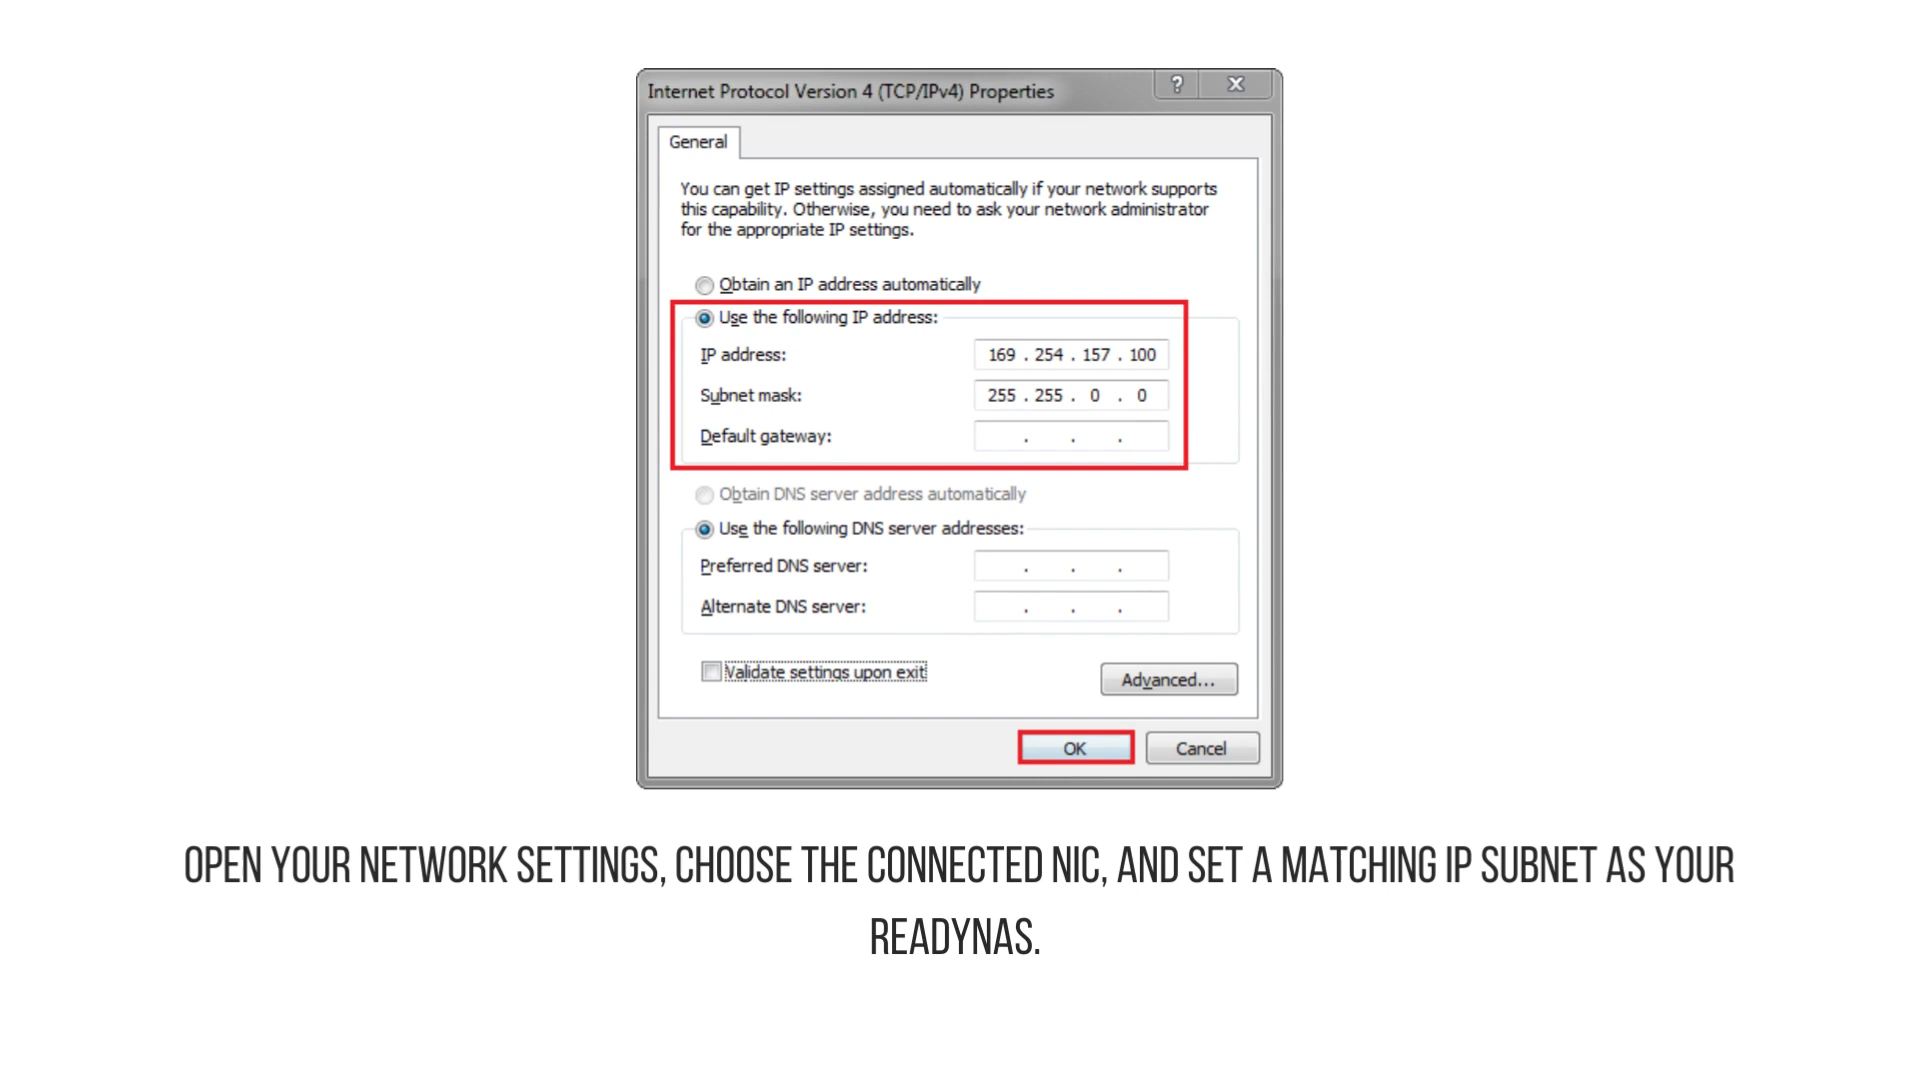 Internet Protocol Version 4 (TCP/IPv4) Properties
?
X
General
You can get IP settings assigned automatically if your network supports
this capability. Otherwise, you need to ask your network administrator
for the appropriate IP settings.
Obtain an IP address automatically
Use the following IP address:
IP address: 169 . 254 . 157 . 100
Subnet mask: 255 . 255 . 0 . 0
Default gateway: . . .
Obtain DNS server address automatically
Use the following DNS server addresses:
Preferred DNS server: . . .
Alternate DNS server: . . .
Validate settings upon exit
Advanced...
OK Cancel
OPEN YOUR NETWORK SETTINGS, CHOOSE THE CONNECTED NIC, AND SET A MATCHING IP SUBNET AS YOUR
READYNAS.